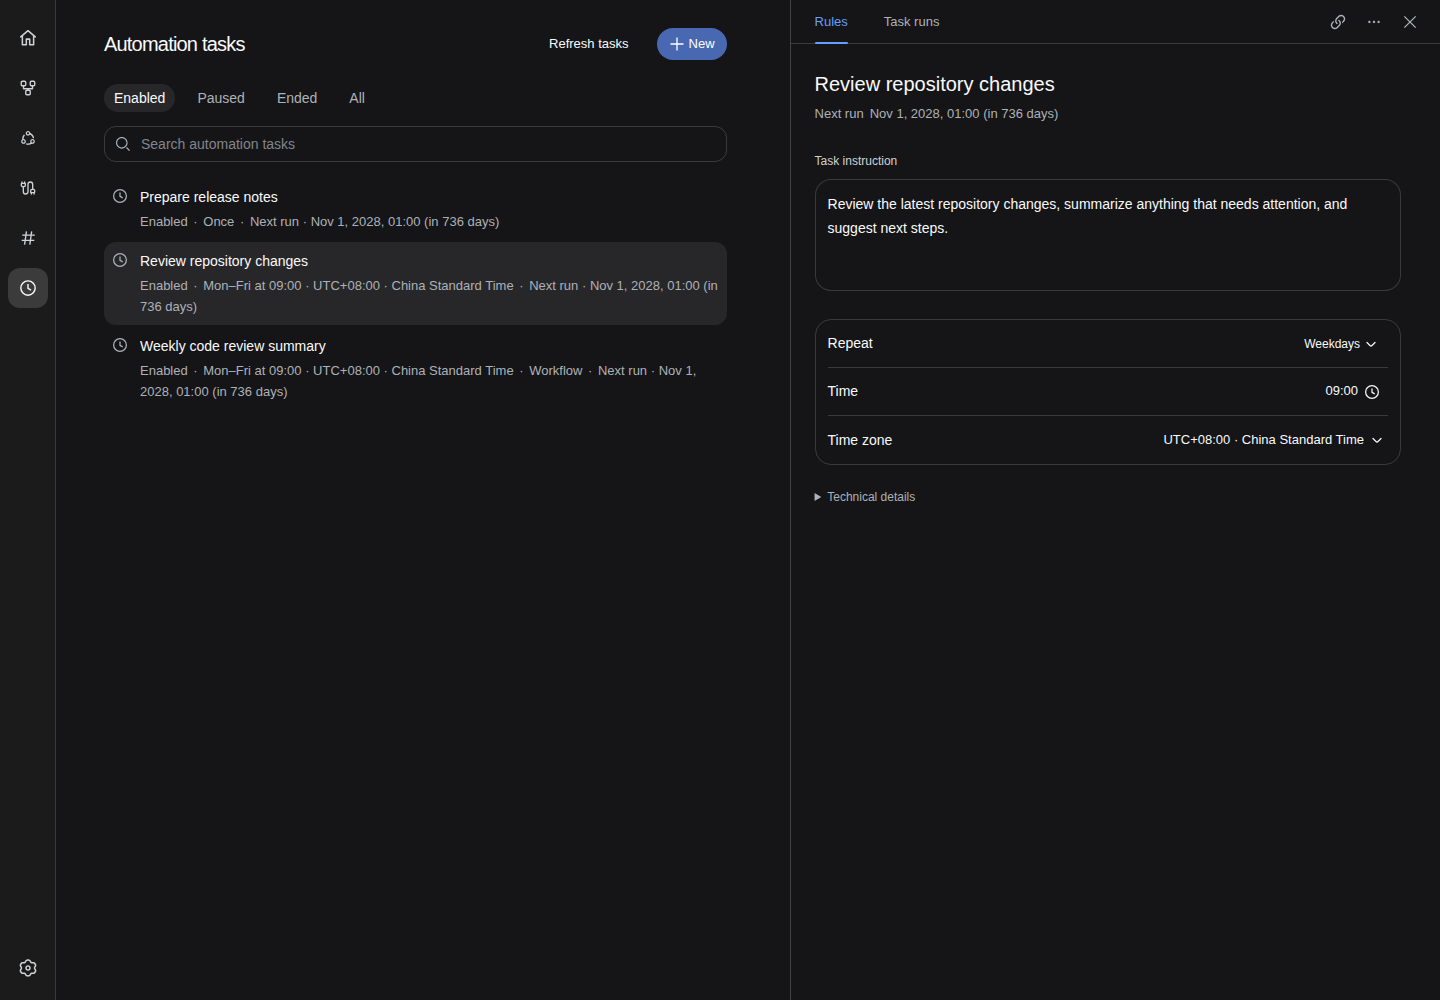 Automation tasks
Refresh tasks
New
Enabled
Paused
Ended
All
Search automation tasks
Prepare release notes
Enabled · Once · Next run · Nov 1, 2028, 01:00 (in 736 days)
Review repository changes
Enabled · Mon–Fri at 09:00 · UTC+08:00 · China Standard Time · Next run · Nov 1, 2028, 01:00 (in
736 days)
Weekly code review summary
Enabled · Mon–Fri at 09:00 · UTC+08:00 · China Standard Time · Workflow · Next run · Nov 1,
2028, 01:00 (in 736 days)
Rules
Task runs
Review repository changes
Next run Nov 1, 2028, 01:00 (in 736 days)
Task instruction
Review the latest repository changes, summarize anything that needs attention, and
suggest next steps.
Repeat
Weekdays
Time
09:00
Time zone
UTC+08:00 · China Standard Time
Technical details